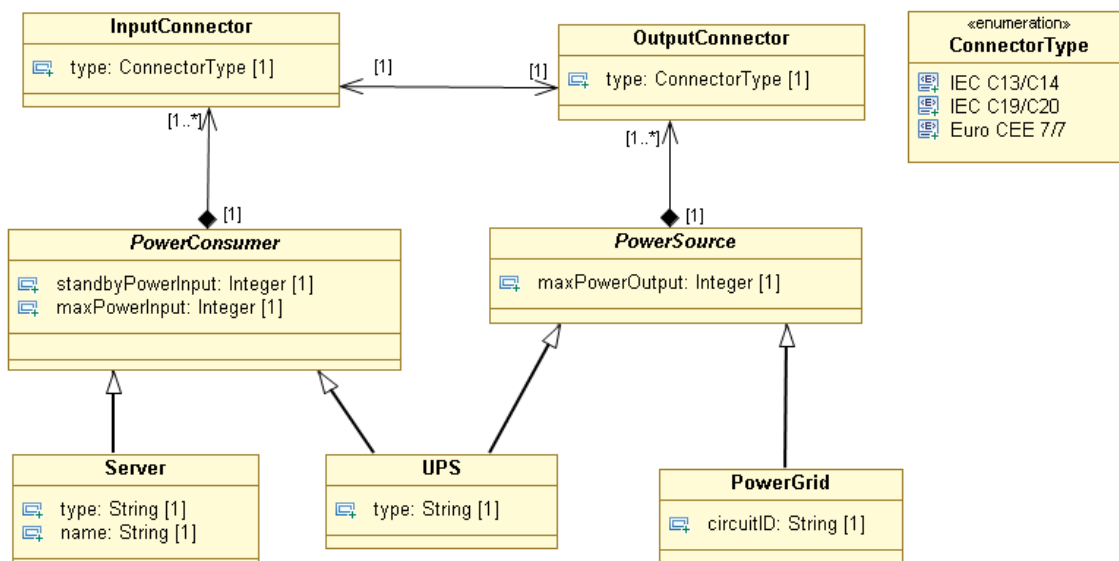 InputConnector
type: ConnectorType [1]
OutputConnector
type: ConnectorType [1]
«enumeration»
ConnectorType
IEC C13/C14
IEC C19/C20
Euro CEE 7/7
[1]
[1]
[1..*]
[1..*]
[1]
[1]
PowerConsumer
standbyPowerInput: Integer [1]
maxPowerInput: Integer [1]
PowerSource
maxPowerOutput: Integer [1]
Server
type: String [1]
name: String [1]
UPS
type: String [1]
PowerGrid
circuitID: String [1]